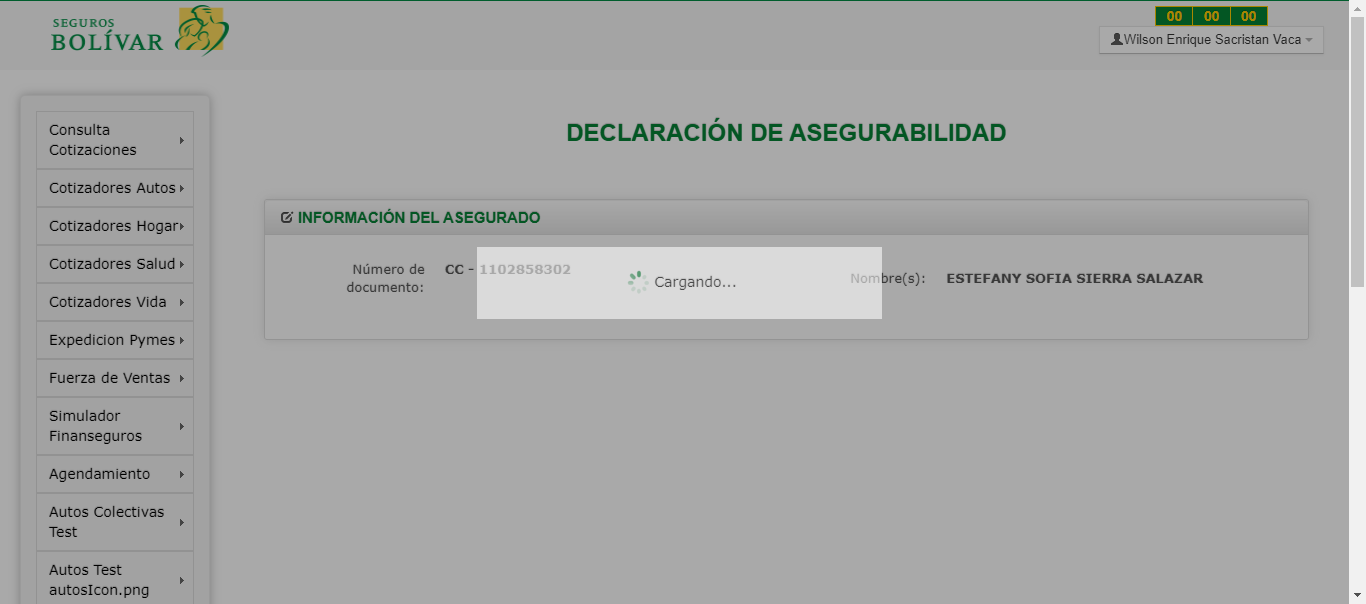 SEGUROS
BOLÍVAR
00 00 00
Wilson Enrique Sacristan Vaca
Consulta
Cotizaciones
Cotizadores Autos
Cotizadores Hogar
Cotizadores Salud
Cotizadores Vida
Expedicion Pymes
Fuerza de Ventas
Simulador
Finanseguros
Agendamiento
Autos Colectivas
Test
Autos Test
autosIcon.png
DECLARACIÓN DE ASEGURABILIDAD
INFORMACIÓN DEL ASEGURADO
Número de
documento:
CC - 1102858302
Cargando...
Nombre(s):
ESTEFANY SOFIA SIERRA SALAZAR